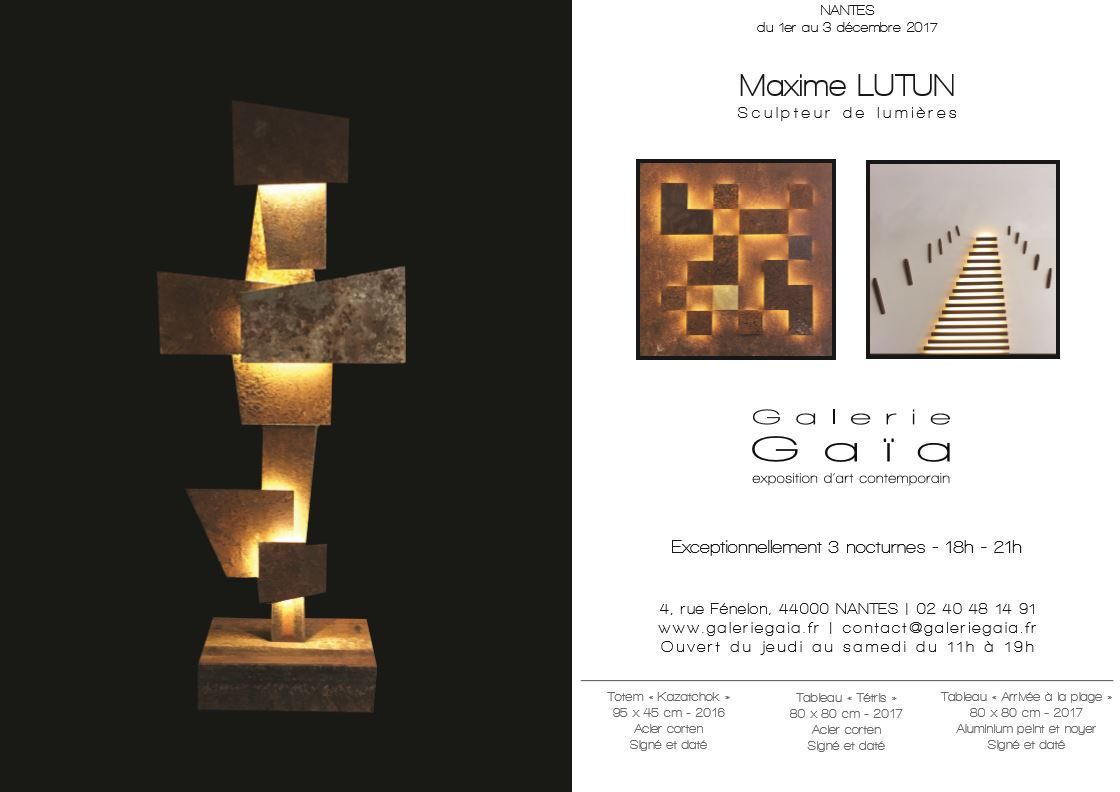 NANTES
du 1er au 3 décembre 2017
Maxime LUTUN
Sculpteur de lumières
Galerie
Gaïa
exposition d'art contemporain
Exceptionnellement 3 nocturnes - 18h - 21h
4, rue Fénelon, 44000 NANTES | 02 40 48 14 91
www.galeriegaia.fr | contact@galeriegaia.fr
Ouvert du jeudi au samedi du 11h à 19h
Totem « Kazatchok »
95 x 45 cm - 2016
Acier corten
Signé et daté
Tableau « Tétris »
80 x 80 cm - 2017
Acier corten
Signé et daté
Tableau « Arrivée à la plage »
80 x 80 cm - 2017
Aluminium peint et noyer
Signé et daté